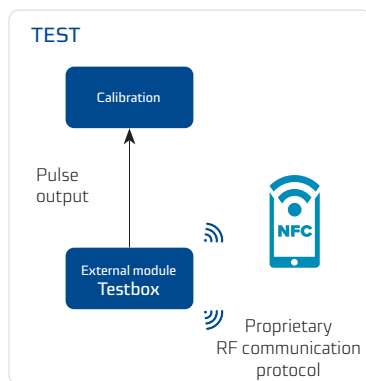 TEST
Calibration
Pulse
output
NFC
External module
Testbox
Proprietary
RF communication
protocol